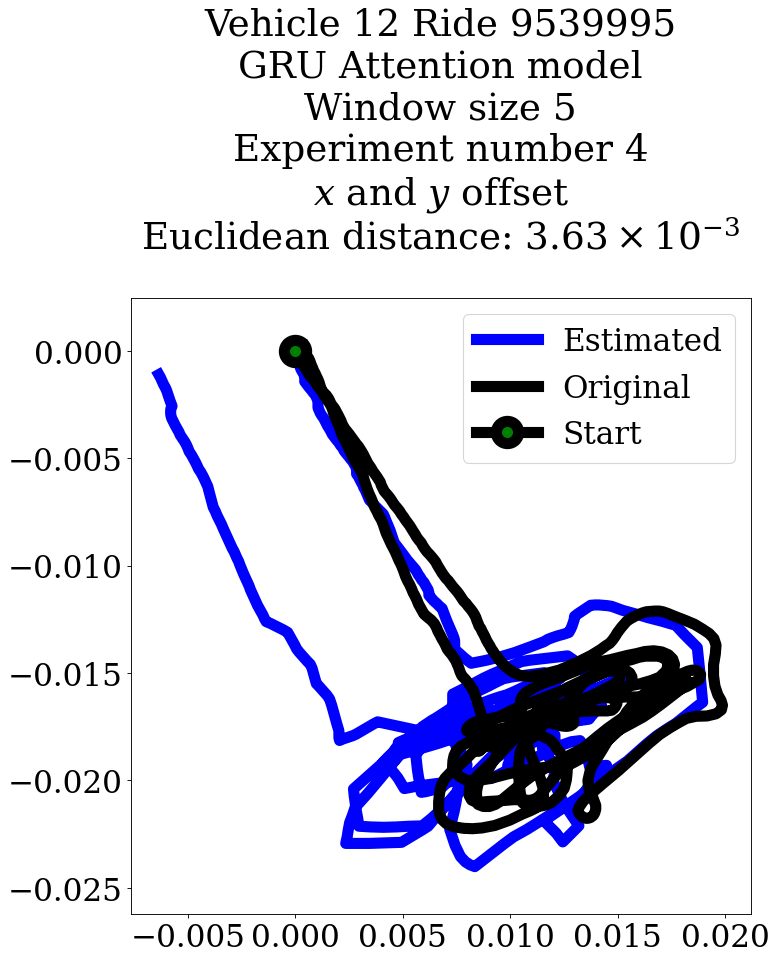 Vehicle 12 Ride 9539995
GRU Attention model
Window size 5
Experiment number 4
x and y offset
Euclidean distance: 3.63 × 10⁻³
Estimated
Original
Start
0.000
−0.005
−0.010
−0.015
−0.020
−0.025
−0.005 0.000 0.005 0.010 0.015 0.020